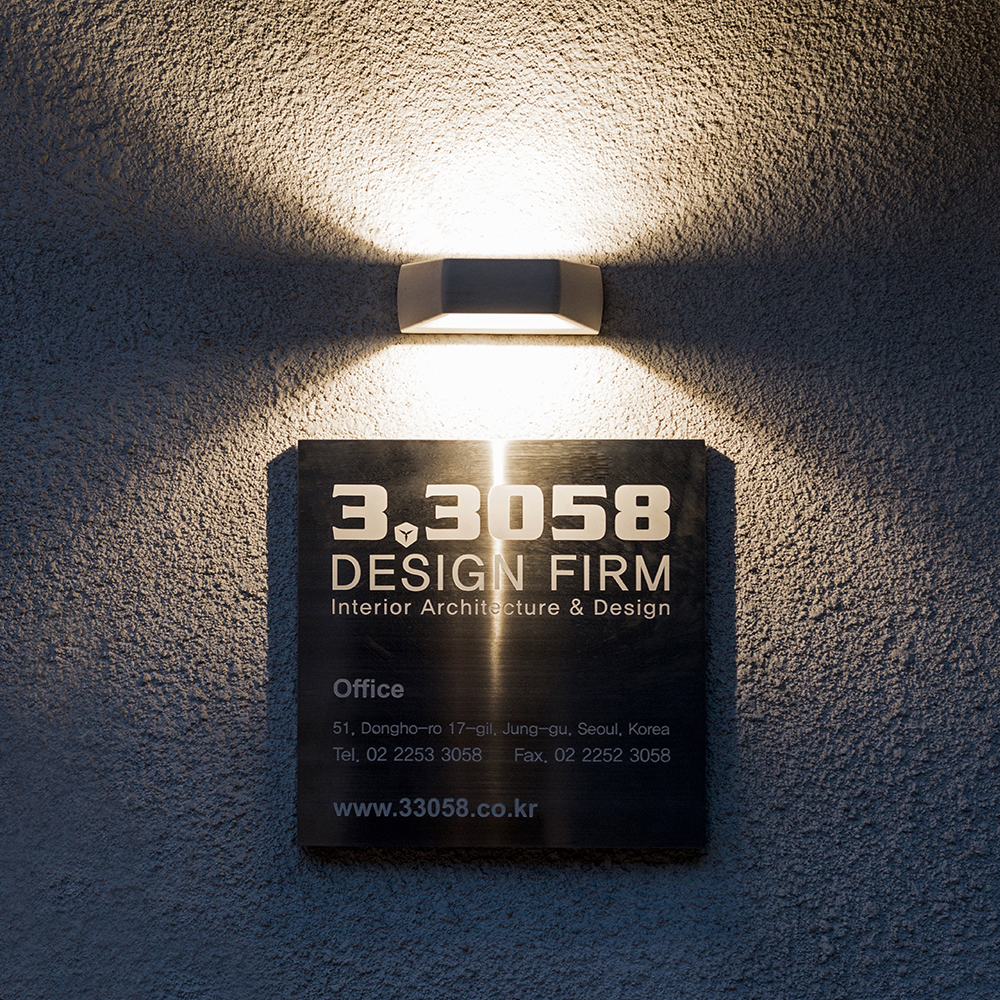 3.3058
DESIGN FIRM
Interior Architecture & Design
Office
51, Dongho-ro 17-gil, Jung-gu, Seoul, Korea
Tel. 02 2253 3058 Fax. 02 2252 3058
www.33058.co.kr